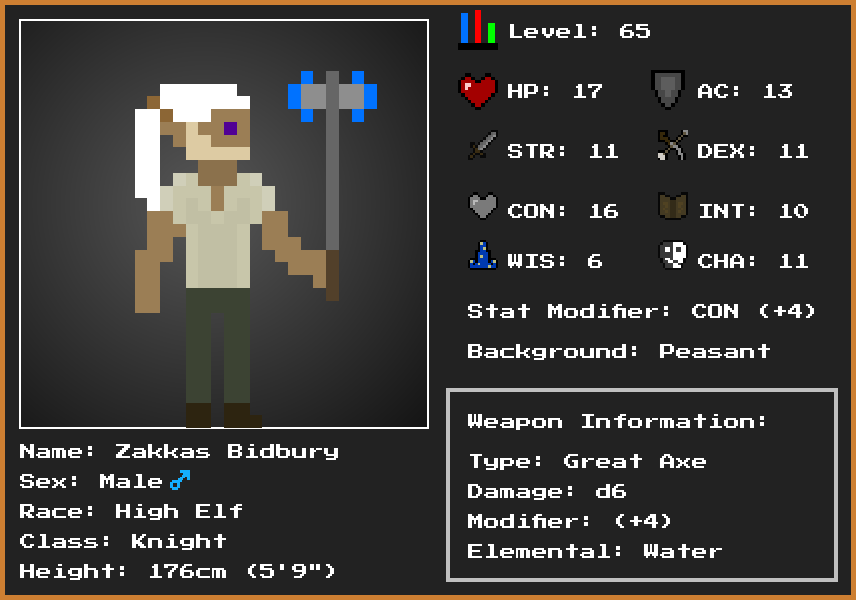 Level: 65
HP: 17 AC: 13
STR: 11 DEX: 11
CON: 16 INT: 10
WIS: 6 CHA: 11
Stat Modifier: CON (+4)
Background: Peasant
Weapon Information:
Type: Great Axe
Damage: d6
Modifier: (+4)
Elemental: Water
Name: Zakkas Bidbury
Sex: Male♂
Race: High Elf
Class: Knight
Height: 176cm (5'9")